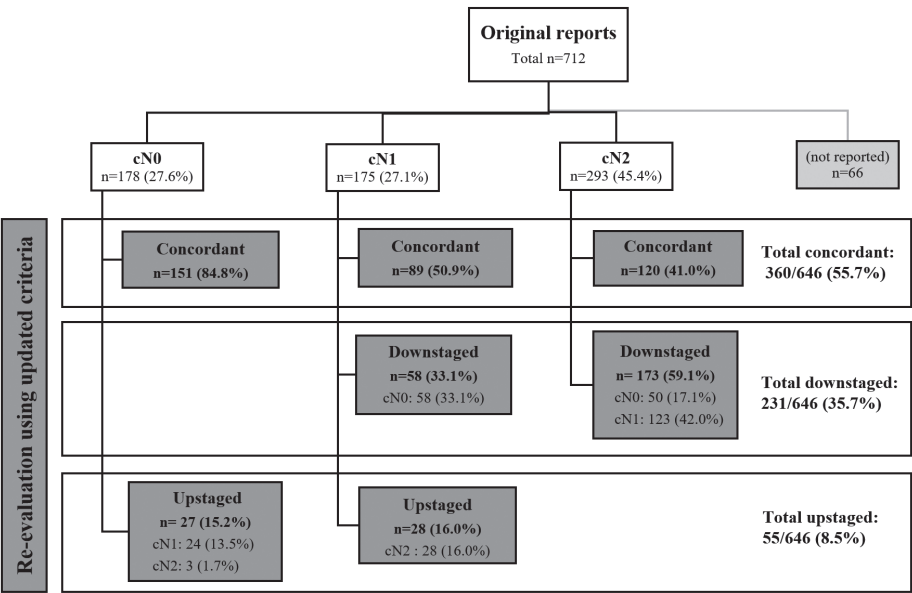 Original reports
Total n=712
cN0
n=178 (27.6%)
cN1
n=175 (27.1%)
cN2
n=293 (45.4%)
(not reported)
n=66
Re-evaluation using updated criteria
Concordant
n=151 (84.8%)
Concordant
n=89 (50.9%)
Concordant
n=120 (41.0%)
Total concordant:
360/646 (55.7%)
Downstaged
n=58 (33.1%)
cN0: 58 (33.1%)
Downstaged
n= 173 (59.1%)
cN0: 50 (17.1%)
cN1: 123 (42.0%)
Total downstaged:
231/646 (35.7%)
Upstaged
n= 27 (15.2%)
cN1: 24 (13.5%)
cN2: 3 (1.7%)
Upstaged
n=28 (16.0%)
cN2 : 28 (16.0%)
Total upstaged:
55/646 (8.5%)